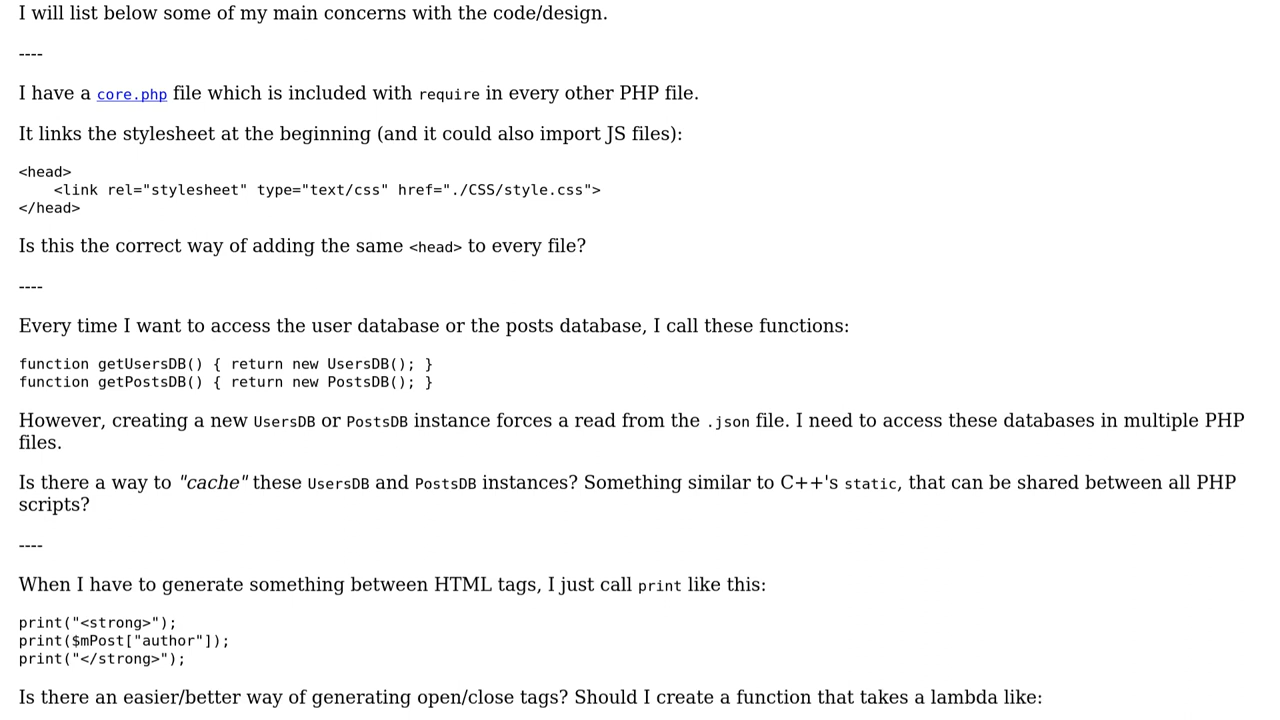 I will list below some of my main concerns with the code/design.
----
I have a core.php file which is included with require in every other PHP file.
It links the stylesheet at the beginning (and it could also import JS files):
<head>
    <link rel="stylesheet" type="text/css" href="./CSS/style.css">
</head>
Is this the correct way of adding the same <head> to every file?
----
Every time I want to access the user database or the posts database, I call these functions:
function getUsersDB() { return new UsersDB(); }
function getPostsDB() { return new PostsDB(); }
However, creating a new UsersDB or PostsDB instance forces a read from the .json file. I need to access these databases in multiple PHP
files.
Is there a way to "cache" these UsersDB and PostsDB instances? Something similar to C++'s static, that can be shared between all PHP
scripts?
----
When I have to generate something between HTML tags, I just call print like this:
print("<strong>");
print($mPost["author"]);
print("</strong>");
Is there an easier/better way of generating open/close tags? Should I create a function that takes a lambda like: